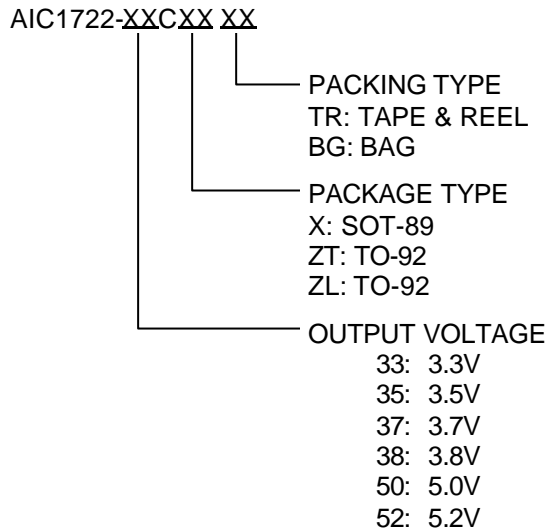 AIC1722-XXCXX XX
PACKING TYPE
TR: TAPE & REEL
BG: BAG
PACKAGE TYPE
X: SOT-89
ZT: TO-92
ZL: TO-92
OUTPUT VOLTAGE
33: 3.3V
35: 3.5V
37: 3.7V
38: 3.8V
50: 5.0V
52: 5.2V